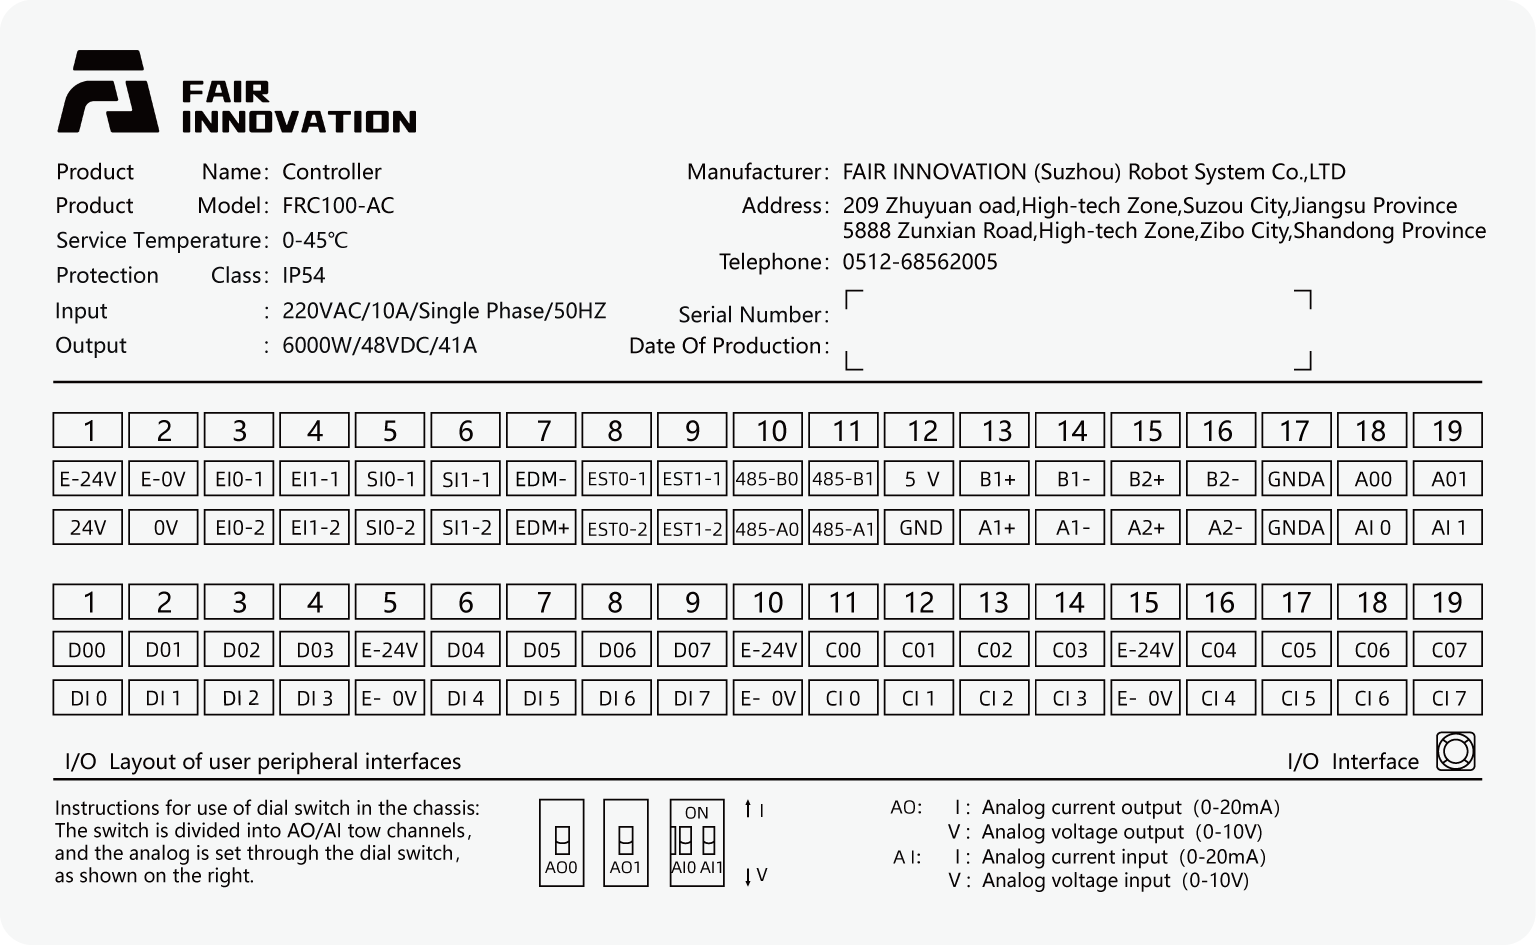 FAIR
INNOVATION
Product Name: Controller
Product Model: FRC100-AC
Service Temperature: 0-45℃
Protection Class: IP54
Input : 220VAC/10A/Single Phase/50HZ
Output : 6000W/48VDC/41A
Manufacturer: FAIR INNOVATION (Suzhou) Robot System Co.,LTD
Address: 209 Zhuyuan oad,High-tech Zone,Suzou City,Jiangsu Province
5888 Zunxian Road,High-tech Zone,Zibo City,Shandong Province
Telephone: 0512-68562005
Serial Number:
Date Of Production:
1 2 3 4 5 6 7 8 9 10 11 12 13 14 15 16 17 18 19
E-24V E-0V EI0-1 EI1-1 SI0-1 SI1-1 EDM- EST0-1 EST1-1 485-B0 485-B1 5 V B1+ B1- B2+ B2- GNDA A00 A01
24V 0V EI0-2 EI1-2 SI0-2 SI1-2 EDM+ EST0-2 EST1-2 485-A0 485-A1 GND A1+ A1- A2+ A2- GNDA AI 0 AI 1
1 2 3 4 5 6 7 8 9 10 11 12 13 14 15 16 17 18 19
D00 D01 D02 D03 E-24V D04 D05 D06 D07 E-24V C00 C01 C02 C03 E-24V C04 C05 C06 C07
DI 0 DI 1 DI 2 DI 3 E- 0V DI 4 DI 5 DI 6 DI 7 E- 0V CI 0 CI 1 CI 2 CI 3 E- 0V CI 4 CI 5 CI 6 CI 7
I/O Layout of user peripheral interfaces
I/O Interface
Instructions for use of dial switch in the chassis:
The switch is divided into AO/AI tow channels,
and the analog is set through the dial switch,
as shown on the right.
AO0
AO1
ON
AI0 AI1
↑ I
↓ V
AO: I : Analog current output (0-20mA)
V : Analog voltage output (0-10V)
A I: I : Analog current input (0-20mA)
V : Analog voltage input (0-10V)